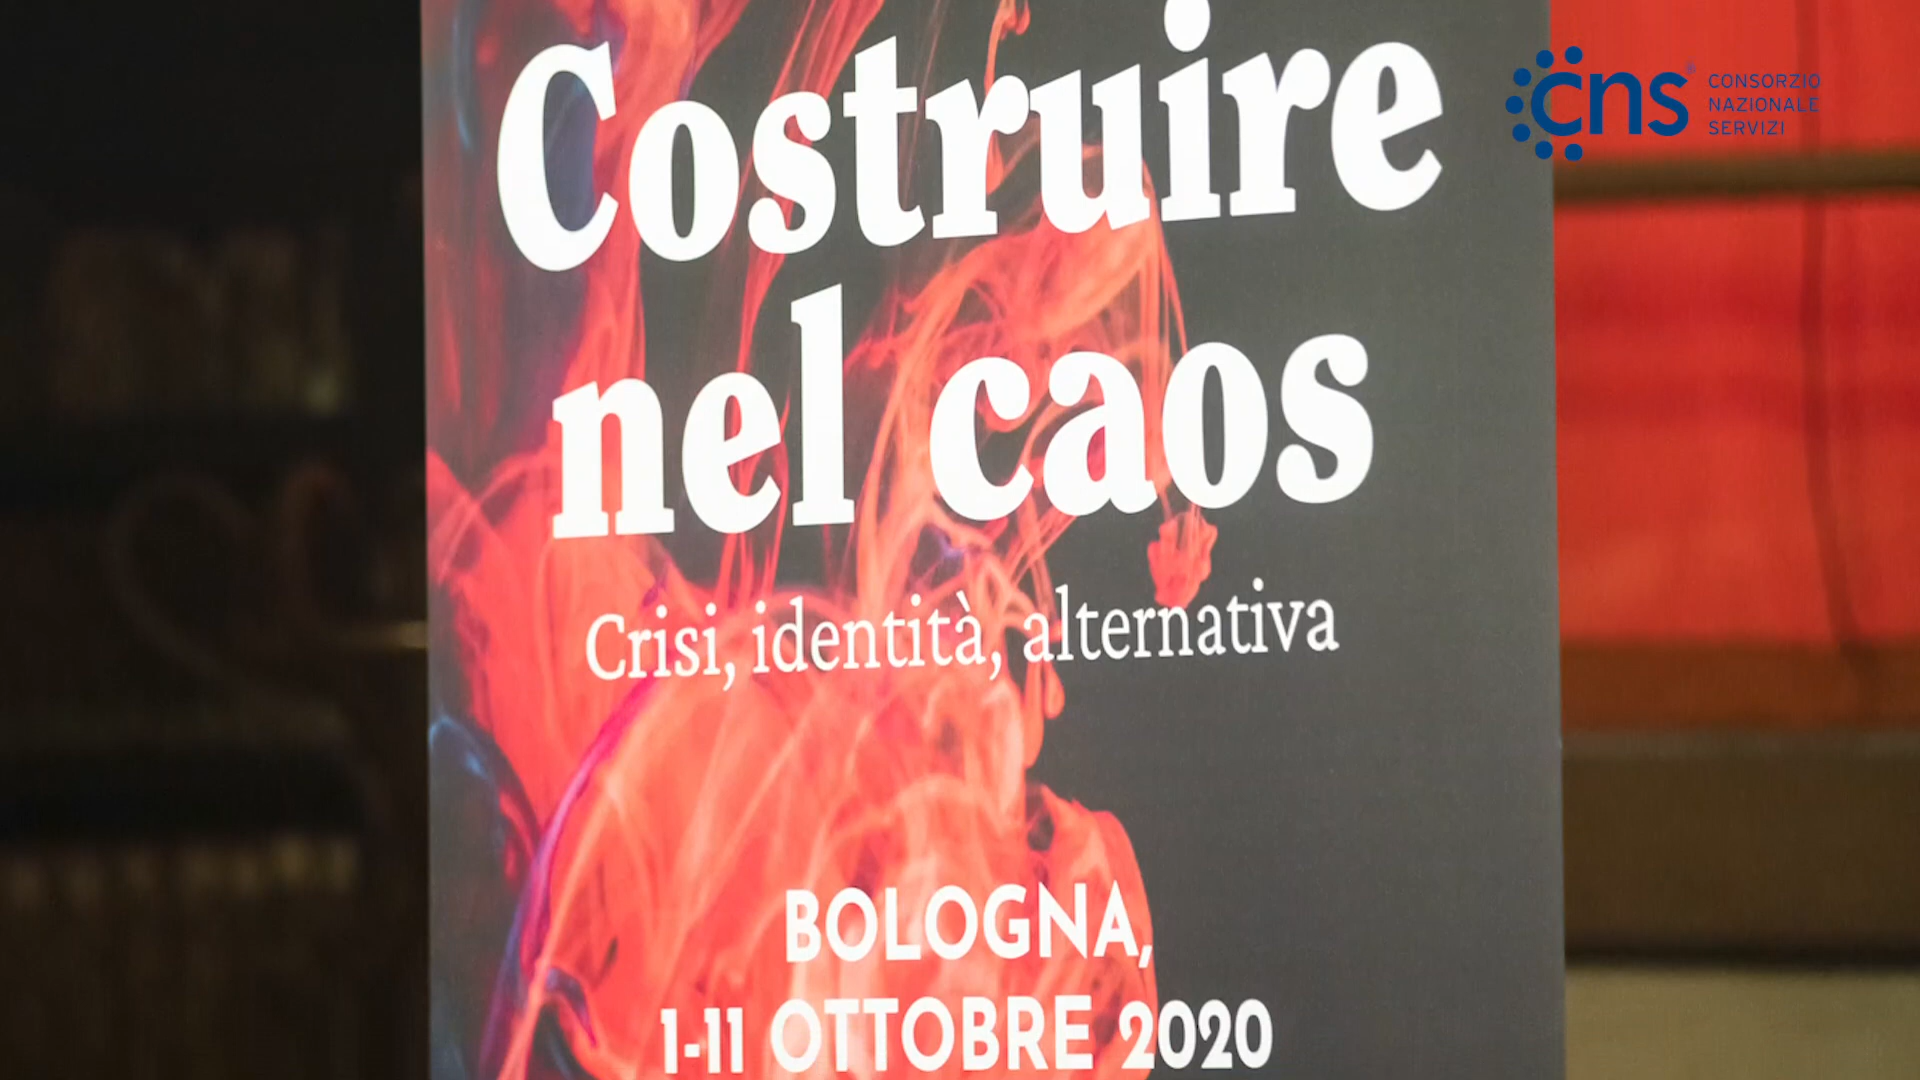 Costruire
nel caos
Crisi, identità, alternativa
BOLOGNA,
1-11 OTTOBRE 2020
cns®
CONSORZIO
NAZIONALE
SERVIZI